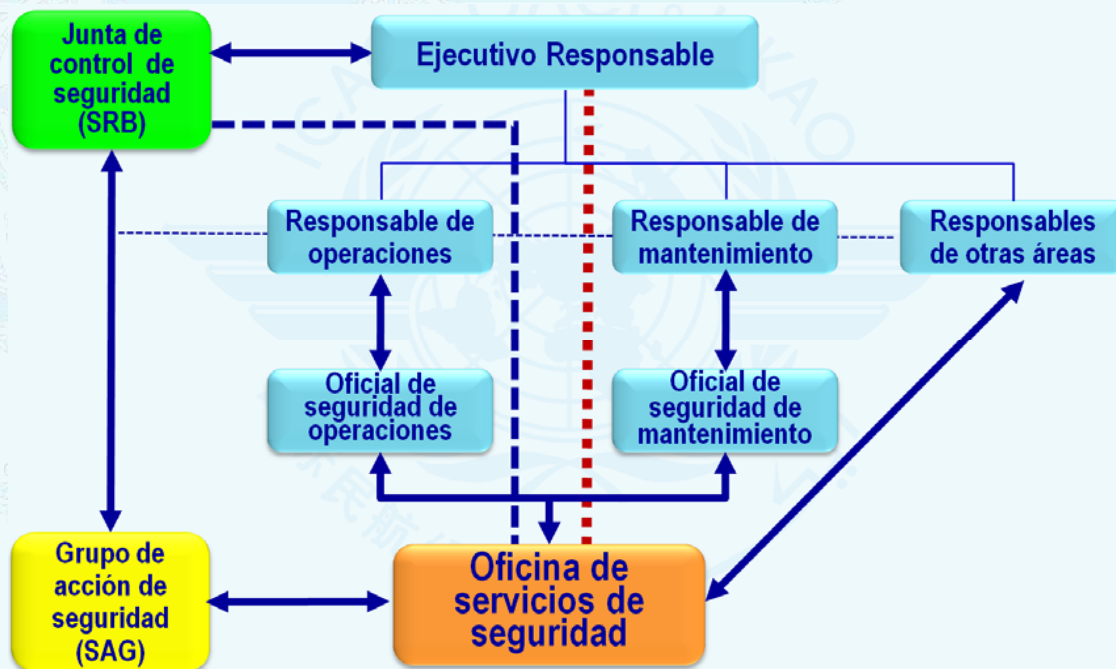 Junta de
control de
seguridad
(SRB)
Ejecutivo Responsable
Responsable de
operaciones
Responsable de
mantenimiento
Responsables
de otras áreas
Oficial de
seguridad de
operaciones
Oficial de
seguridad de
mantenimiento
Grupo de
acción de
seguridad
(SAG)
Oficina de
servicios de
seguridad